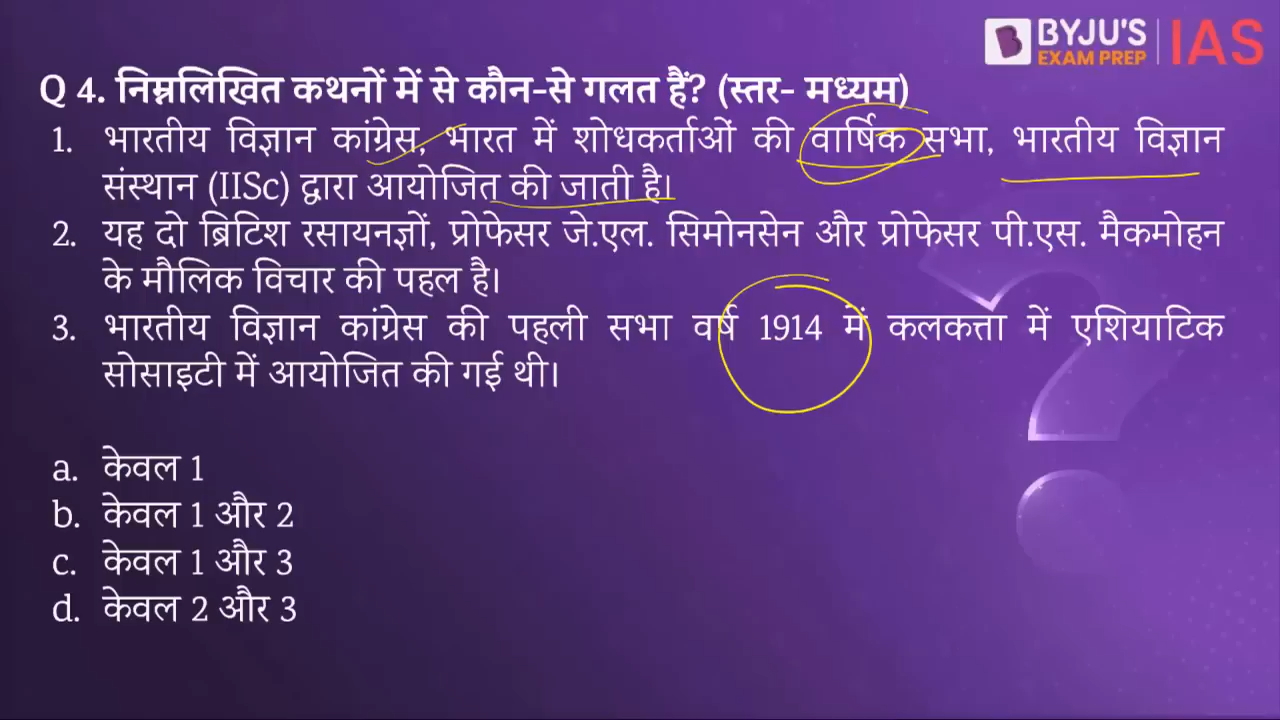 BYJU'S
EXAM PREP
IAS
Q 4. निम्नलिखित कथनों में से कौन-से गलत हैं? (स्तर- मध्यम)
1. भारतीय विज्ञान कांग्रेस, भारत में शोधकर्ताओं की वार्षिक सभा, भारतीय विज्ञान
संस्थान (IISc) द्वारा आयोजित की जाती है।
2. यह दो ब्रिटिश रसायनज्ञों, प्रोफेसर जे.एल. सिमोनसेन और प्रोफेसर पी.एस. मैकमोहन
के मौलिक विचार की पहल है।
3. भारतीय विज्ञान कांग्रेस की पहली सभा वर्ष 1914 में कलकत्ता में एशियाटिक
सोसाइटी में आयोजित की गई थी।
a. केवल 1
b. केवल 1 और 2
c. केवल 1 और 3
d. केवल 2 और 3